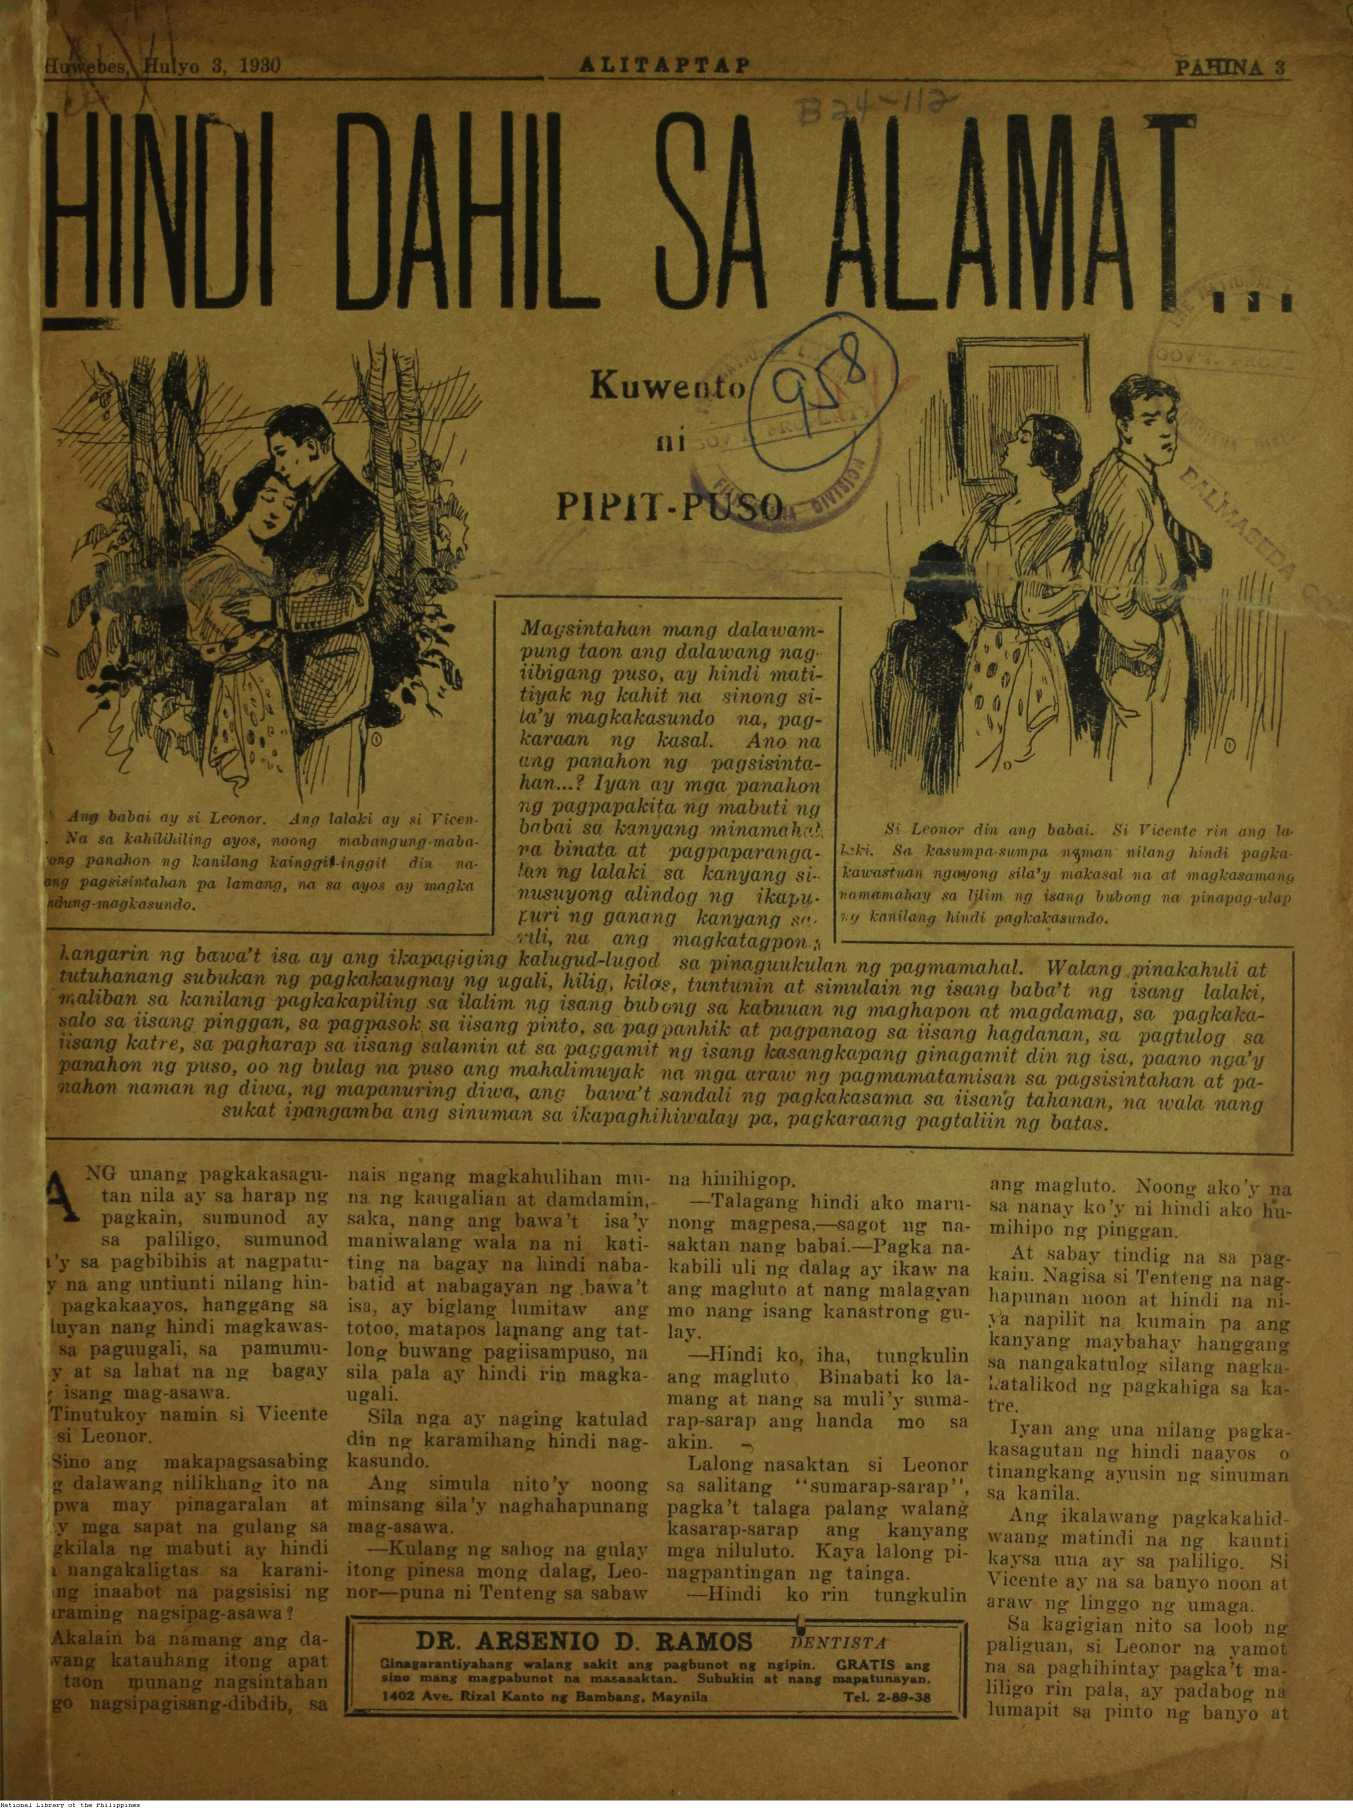 Huwebes, Hulyo 3, 1930
ALITAPTAP
PAHINA 3
B24-112
HINDI DAHIL SA ALAMAT...
Kuwento
ni
PIPIT-PUSO
958
Ang babai ay si Leonor. Ang lalaki ay si Vicen-
Na sa kahilihiling ayos, noong mabangung-maba-
ong panahon ng kanilang kainggit-inggit din na-
ang pagsisintahan pa lamang, na sa ayos ay magka
ndung-magkasundo.
Magsintahan mang dalawam-
pung taon ang dalawang nag-
iibigang puso, ay hindi mati-
tiyak ng kahit na sinong si-
la'y magkakasundo na, pag-
karaan ng kasal. Ano na
ang panahon ng pagsisinta-
han...? Iyan ay mga panahon
ng pagpapakita ng mabuti ng
babai sa kanyang minamahal
na binata at pagpaparanga-
lan ng lalaki sa kanyang si-
nusuyong alindog ng ikapu-
puri ng ganang kanyang sa-
rili, na ang magkatagpong
Si Leonor din ang babai. Si Vicente rin ang la-
laki. Sa kasumpa-sumpa naman nilang hindi pagka-
kawastuan ngayong sila'y makasal na at magkasamang
namamahay sa lilim ng isang bubong na pinapag-ulap
ng kanilang hindi pagkakasundo.
langarin ng bawa't isa ay ang ikapagiging kalugud-lugod sa pinaguukulan ng pagmamahal. Walang pinakahuli at
tutuhanang subukan ng pagkakaugnay ng ugali, hilig, kilos, tuntunin at simulain ng isang baba't ng isang lalaki,
maliban sa kanilang pagkakapiling sa ilalim ng isang bubong sa kabuuan ng maghapon at magdamag, sa pagkaka-
salo sa iisang pinggan, sa pagpasok sa iisang pinto, sa pagpanhik at pagpanaog sa iisang hagdanan, sa pagtulog sa
iisang katre, sa pagharap sa iisang salamin at sa paggamit ng isang kasangkapang ginagamit din ng isa, paano nga'y
panahon ng puso, oo ng bulag na puso ang mahalimuyak na mga araw ng pagmamatamisan sa pagsisintahan at pa-
nahon naman ng diwa, ng mapanuring diwa, ang bawa't sandali ng pagkakasama sa iisang tahanan, na wala nang
sukat ipangamba ang sinuman sa ikapaghihiwalay pa, pagkaraang pagtaliin ng batas.
ANG unang pagkakasagu-
tan nila ay sa harap ng
pagkain, sumunod ay
sa paliligo, sumunod
'y sa pagbibihis at nagpatu-
y na ang untiunti nilang hin-
pagkakaayos, hanggang sa
luyan nang hindi magkawas-
sa paguugali, sa pamumu-
y at sa lahat na ng bagay
isang mag-asawa.
Tinutukoy namin si Vicente
si Leonor.
Sino ang makapagsasabing
g dalawang nilikhang ito na
pwa may pinagaralan at
y mga sapat na gulang sa
gkilala ng mabuti ay hindi
nangakaligtas sa karani-
ng inaabot na pagsisisi ng
raming nagsipag-asawa?
Akalain ba namang ang da-
wang katauhang itong apat
taon munang nagsintahan
go nagsipagisang-dibdib, sa
nais ngang magkahulihan mu-
na ng kaugalian at damdamin,
saka, nang ang bawa't isa'y
maniwalang wala na ni kati-
ting na bagay na hindi naba-
batid at nabagayan ng bawa't
isa, ay biglang lumitaw ang
totoo, matapos lamang ang tat-
long buwang pagiisampuso, na
sila pala ay hindi rin magka-
ugali.
Sila nga ay naging katulad
din ng karamihang hindi nag-
kasundo.
Ang simula nito'y noong
minsang sila'y naghahapunang
mag-asawa.
—Kulang ng sahog na gulay
itong pinesa mong dalag, Leo-
nor—puna ni Tenteng sa sabaw
na hinihigop.
—Talagang hindi ako maru-
nong magpesa,—sagot ng na-
saktan nang babai.—Pagka na-
kabili uli ng dalag ay ikaw na
ang magluto at nang malagyan
mo nang isang kanastrong gu-
lay.
—Hindi ko, iha, tungkulin
ang magluto. Binabati ko la-
mang at nang sa muli'y suma-
rap-sarap ang handa mo sa
akin.
Lalong nasaktan si Leonor
sa salitang "sumarap-sarap",
pagka't talaga palang walang
kasarap-sarap ang kanyang
mga niluluto. Kaya lalong pi-
nagpantingan ng tainga.
—Hindi ko rin tungkulin
ang magluto. Noong ako'y na
sa nanay ko'y ni hindi ako hu-
mihipo ng pinggan.
At sabay tindig na sa pag-
kain. Nagisa si Tenteng na nag-
hapunan noon at hindi na ni-
ya napilit na kumain pa ang
kanyang maybahay hanggang
sa nangakatulog silang nagka-
katalikod ng pagkahiga sa ka-
tre.
Iyan ang una nilang pagka-
kasagutan ng hindi naayos o
tinangkang ayusin ng sinuman
sa kanila.
Ang ikalawang pagkakahid-
waang matindi na ng kaunti
kaysa una ay sa paliligo. Si
Vicente ay na sa banyo noon at
araw ng linggo ng umaga.
Sa kagigian nito sa loob ng
paliguan, si Leonor na yamot
na sa paghihintay pagka't ma-
liligo rin pala, ay padabog na
lumapit sa pinto ng banyo at
DR. ARSENIO D. RAMOS DENTISTA
Ginagarantiyahang walang sakit ang pagbunot ng ngipin. GRATIS ang
sino mang magpabunot na masasaktan. Subukin at nang mapatunayan.
1402 Ave. Rizal Kanto ng Bambang, Maynila Tel. 2-89-38
National Library of the Philippines